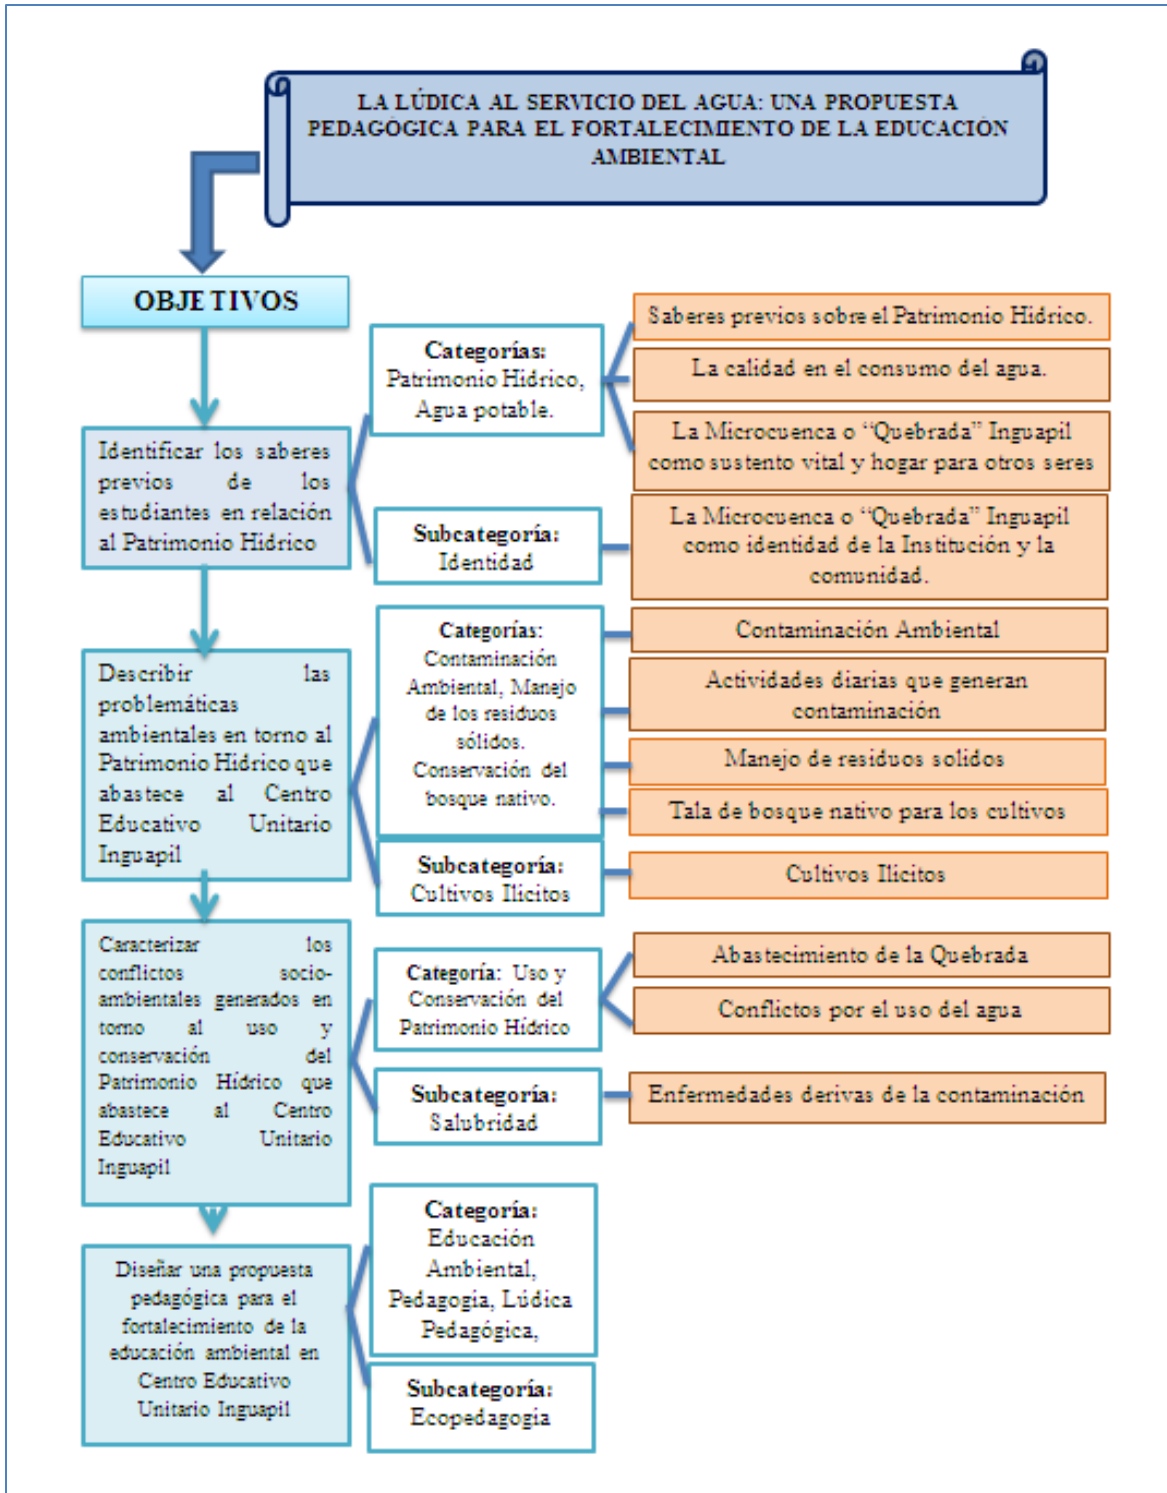 LA LÚDICA AL SERVICIO DEL AGUA: UNA PROPUESTA
PEDAGÓGICA PARA EL FORTALECIMIENTO DE LA EDUCACIÓN
AMBIENTAL
OBJETIVOS
Identificar los saberes
previos de los
estudiantes en relación
al Patrimonio Hidrico
Categorías:
Patrimonio Hidrico,
Agua potable.
Saberes previos sobre el Patrimonio Hidrico.
La calidad en el consumo del agua.
La Microcuenca o “Quebrada” Inguapil
como sustento vital y hogar para otros seres
Subcategoría:
Identidad
La Microcuenca o “Quebrada” Inguapil
como identidad de la Institución y la
comunidad.
Describir las
problemáticas
ambientales en torno al
Patrimonio Hídrico que
abastece al Centro
Educativo Unitario
Inguapil
Categorías:
Contaminación
Ambiental, Manejo
de los residuos
sólidos.
Conservación del
bosque nativo.
Contaminación Ambiental
Actividades diarias que generan
contaminación
Manejo de residuos solidos
Tala de bosque nativo para los cultivos
Subcategoría:
Cultivos Ilicitos
Cultivos Ilicitos
Caracterizar los
conflictos socio-
ambientales generados en
torno al uso y
conservación del
Patrimonio Hídrico que
abastece al Centro
Educativo Unitario
Inguapil
Categoría: Uso y
Conservación del
Patrimonio Hídrico
Abastecimiento de la Quebrada
Conflictos por el uso del agua
Subcategoría:
Salubridad
Enfermedades derivas de la contaminación
Diseñar una propuesta
pedagógica para el
fortalecimiento de la
educación ambiental en
Centro Educativo
Unitario Inguapil
Categoría:
Educación
Ambiental,
Pedagogia, Lúdica
Pedagógica,
Subcategoría:
Ecopedagogia